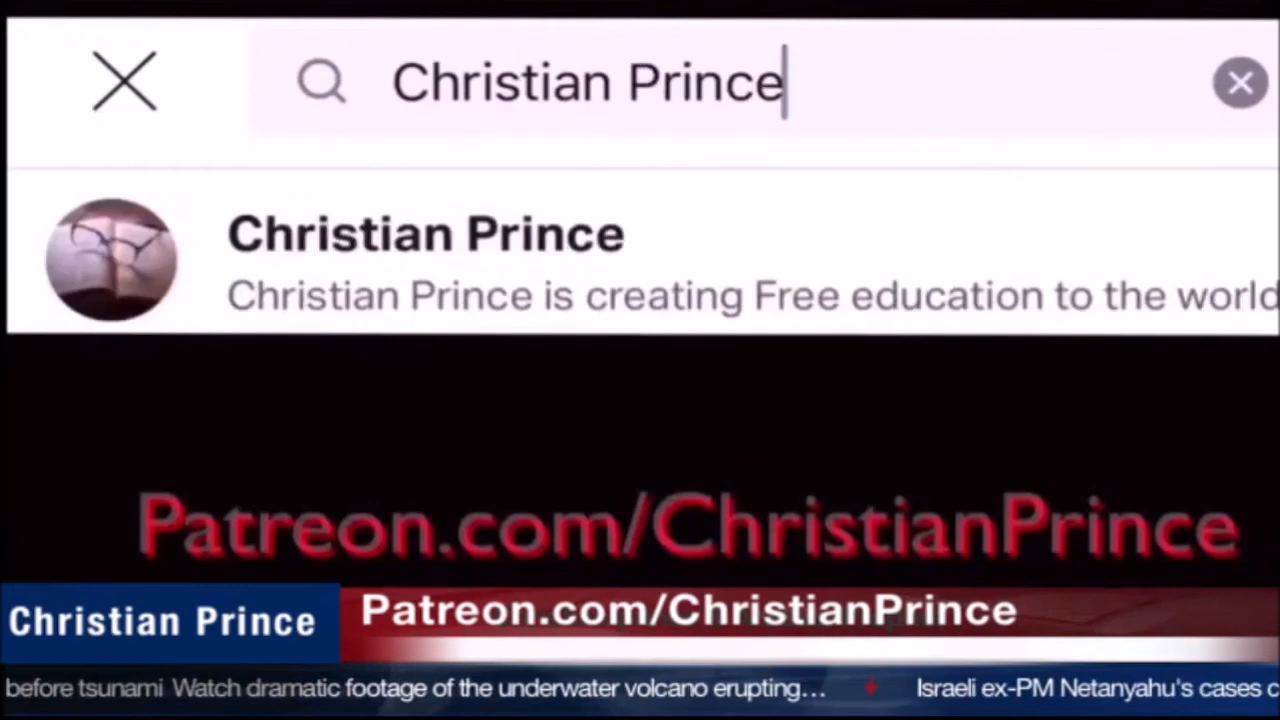 Christian Prince
Christian Prince
Christian Prince is creating Free education to the world
Patreon.com/ChristianPrince
Christian Prince
Patreon.com/ChristianPrince
before tsunami Watch dramatic footage of the underwater volcano erupting... Israeli ex-PM Netanyahu's cases